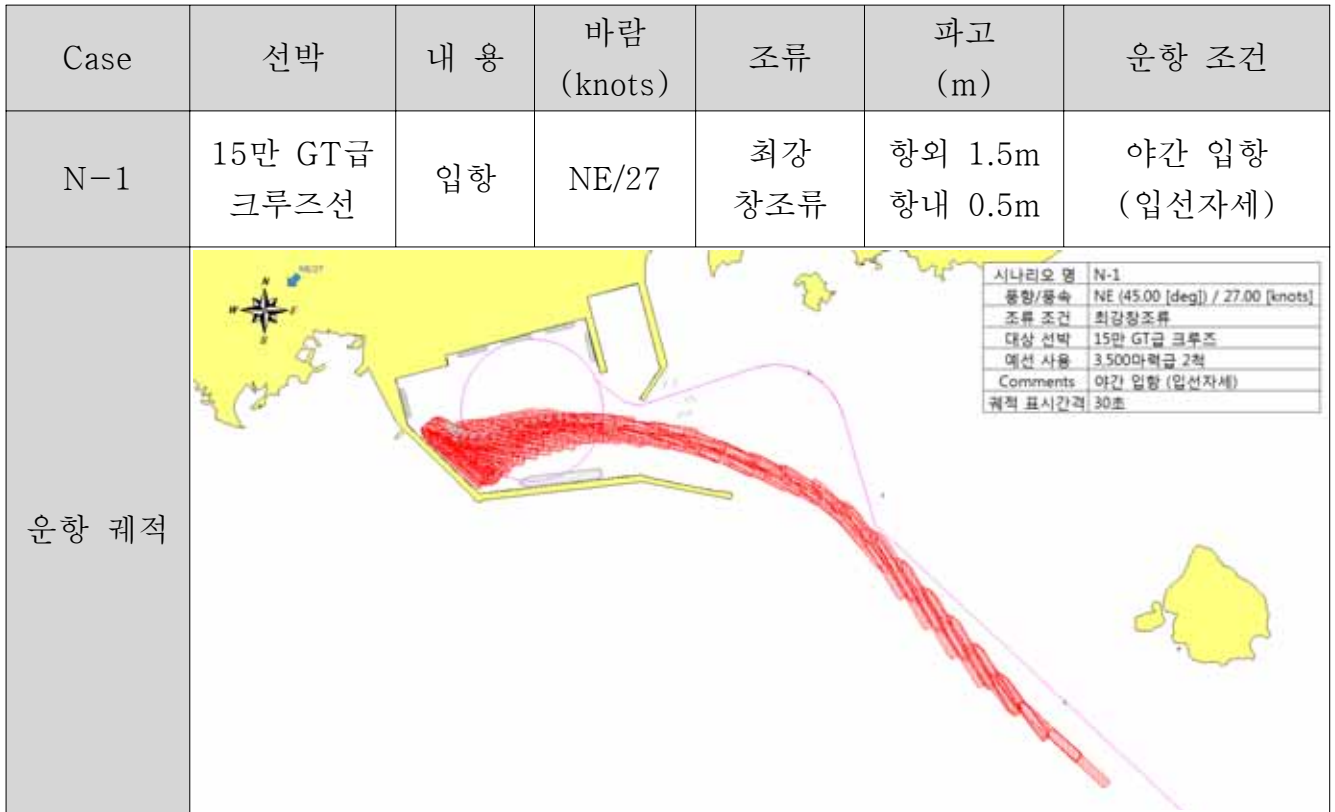 Case
선박
내 용
바람
(knots)
조류
파고
(m)
운항 조건
N-1
15만 GT급
크루즈선
입항
NE/27
최강
창조류
항외 1.5m
항내 0.5m
야간 입항
(입선자세)
운항 궤적
NE/27
N
W
E
S
시나리오 명 N-1
풍향/풍속 NE (45.00 [deg]) / 27.00 [knots]
조류 조건 최강창조류
대상 선박 15만 GT급 크루즈
예선 사용 3,500마력급 2척
Comments 야간 입항 (입선자세)
궤적 표시간격 30초